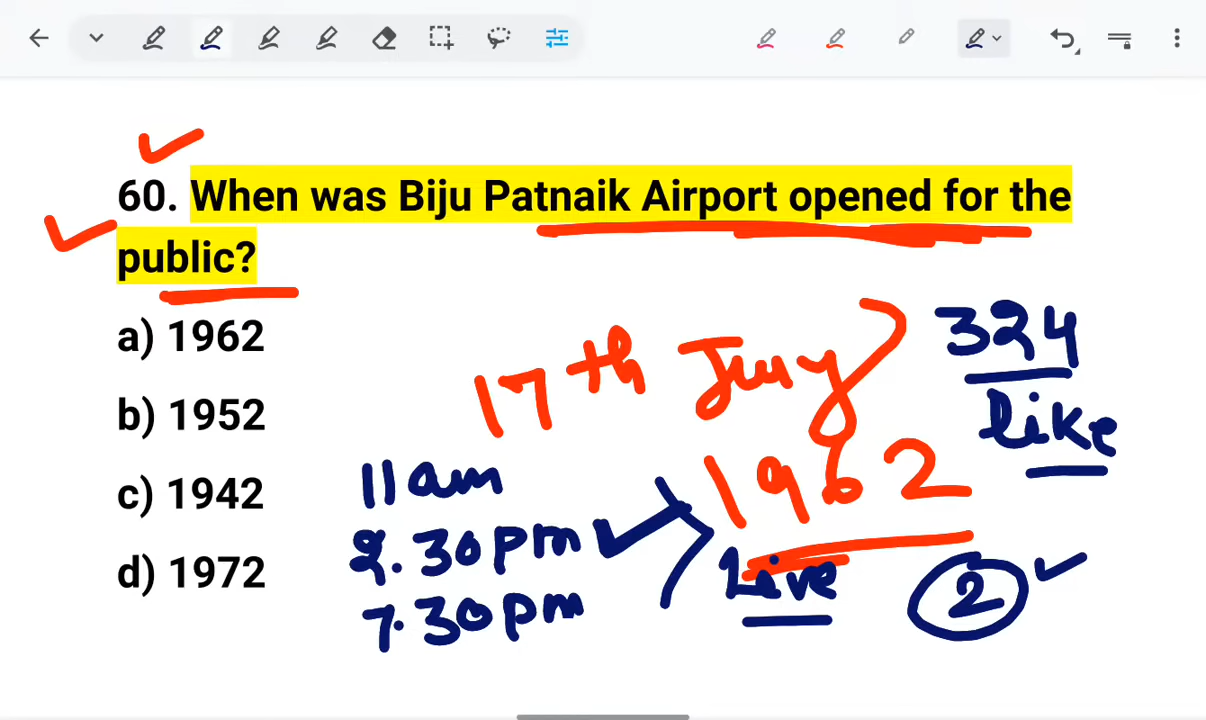 60. When was Biju Patnaik Airport opened for the
public?
a) 1962
b) 1952
c) 1942
d) 1972
17th July
1962
324
like
11am
2.30pm
7.30pm
Live
2